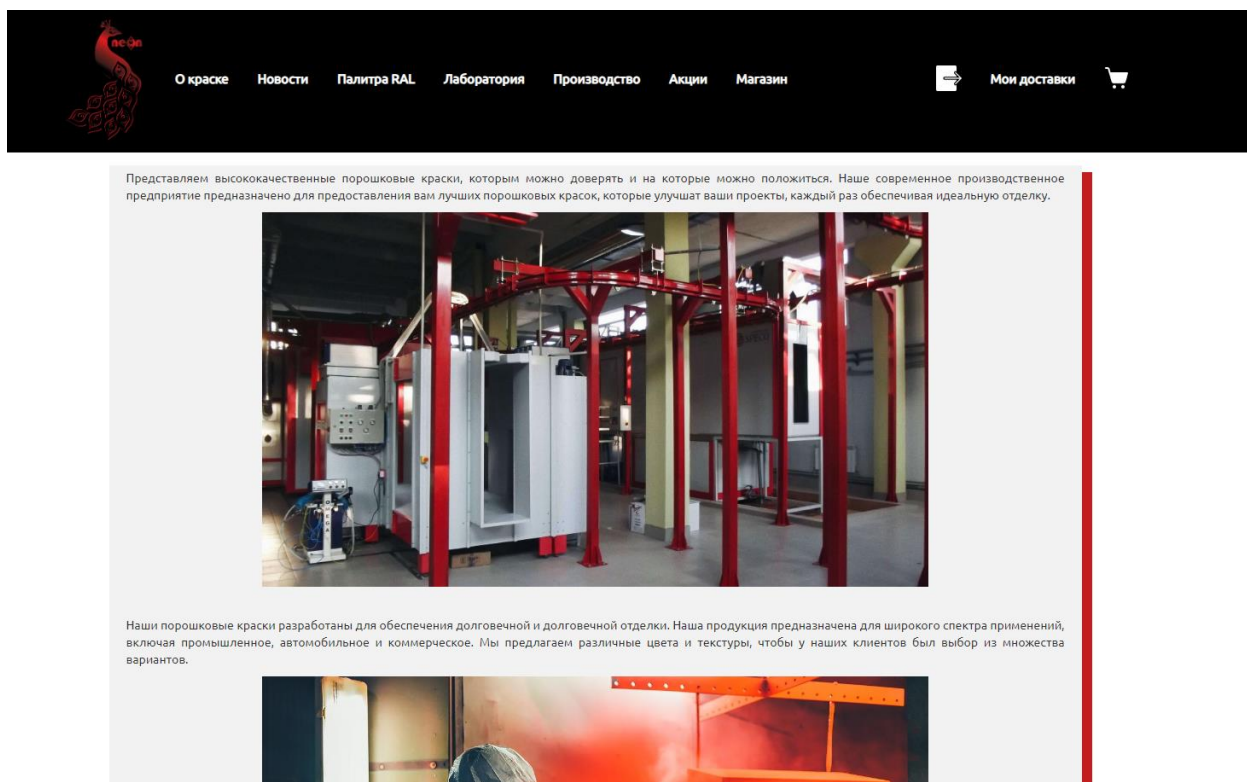 neon
О краске Новости Палитра RAL Лаборатория Производство Акции Магазин Мои доставки
Представляем высококачественные порошковые краски, которым можно доверять и на которые можно положиться. Наше современное производственное
предприятие предназначено для предоставления вам лучших порошковых красок, которые улучшат ваши проекты, каждый раз обеспечивая идеальную отделку.
OMEGA
Наши порошковые краски разработаны для обеспечения долговечной и долговечной отделки. Наша продукция предназначена для широкого спектра применений,
включая промышленное, автомобильное и коммерческое. Мы предлагаем различные цвета и текстуры, чтобы у наших клиентов был выбор из множества
вариантов.